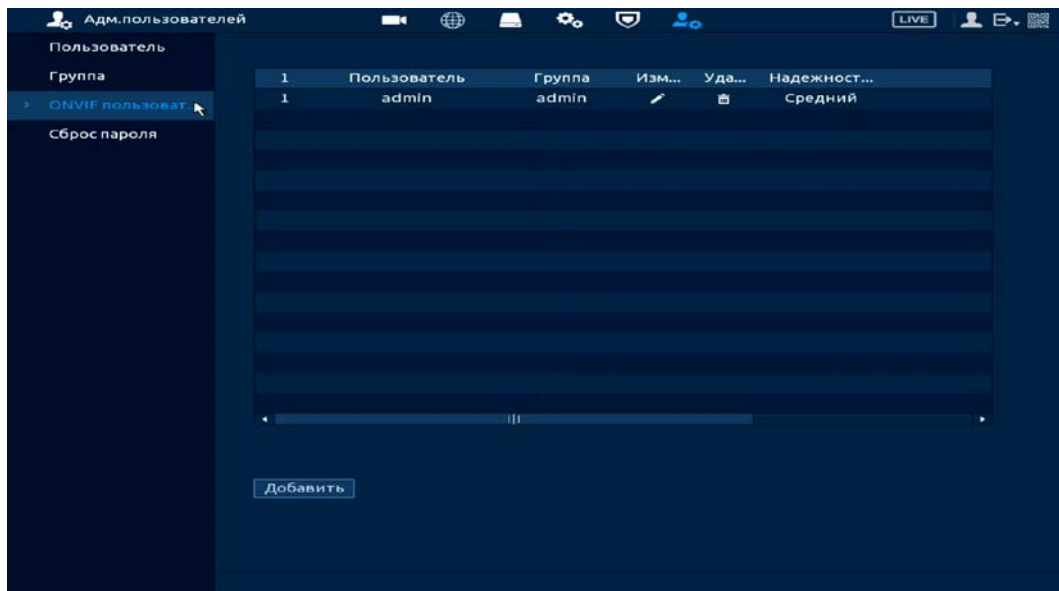 Адм.пользователей LIVE
Пользователь
Группа
ONVIF пользоват...
Сброс пароля
1 Пользователь Группа Изм... Уда... Надежност...
1 admin admin Средний
Добавить